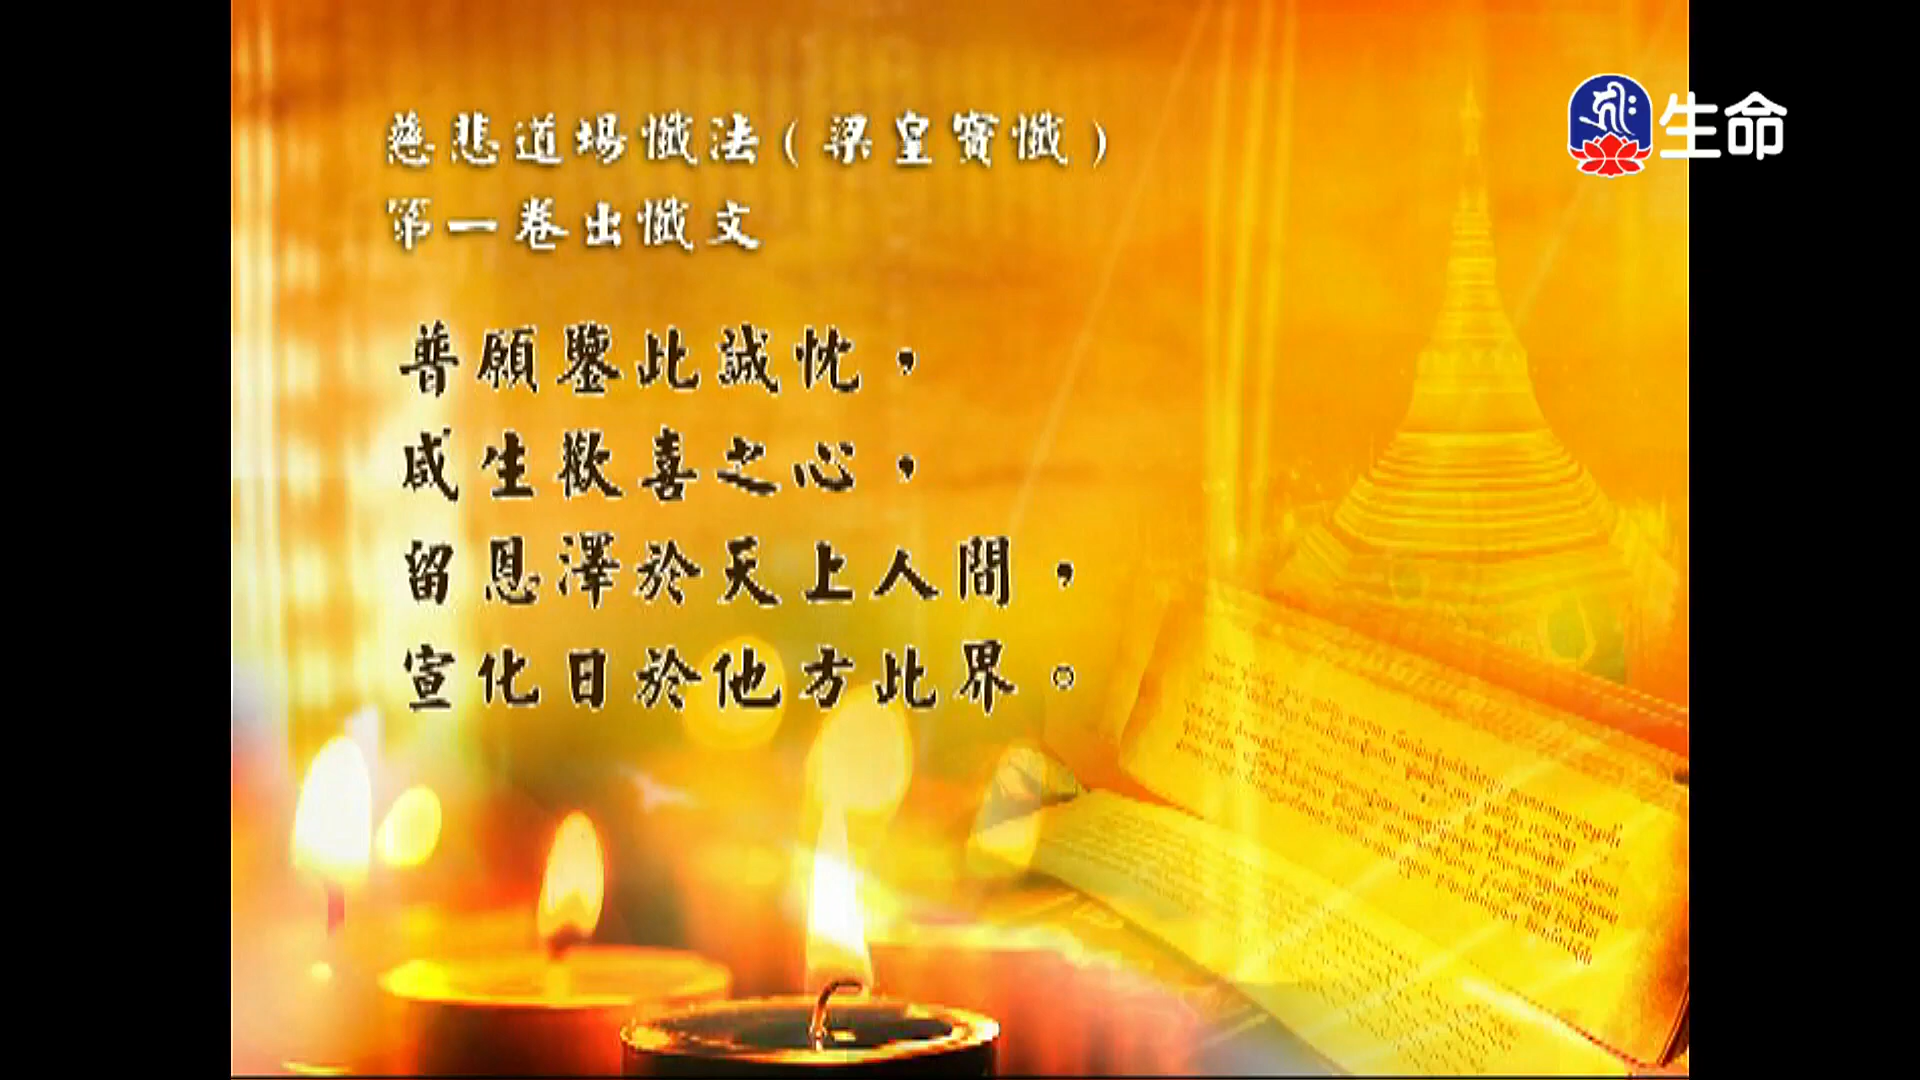 慈悲道場懺法(梁皇寶懺)
第一卷出懺文
普願鑒此誠忱，
咸生歡喜之心，
留恩澤於天上人間，
宣化日於他方此界。
生命